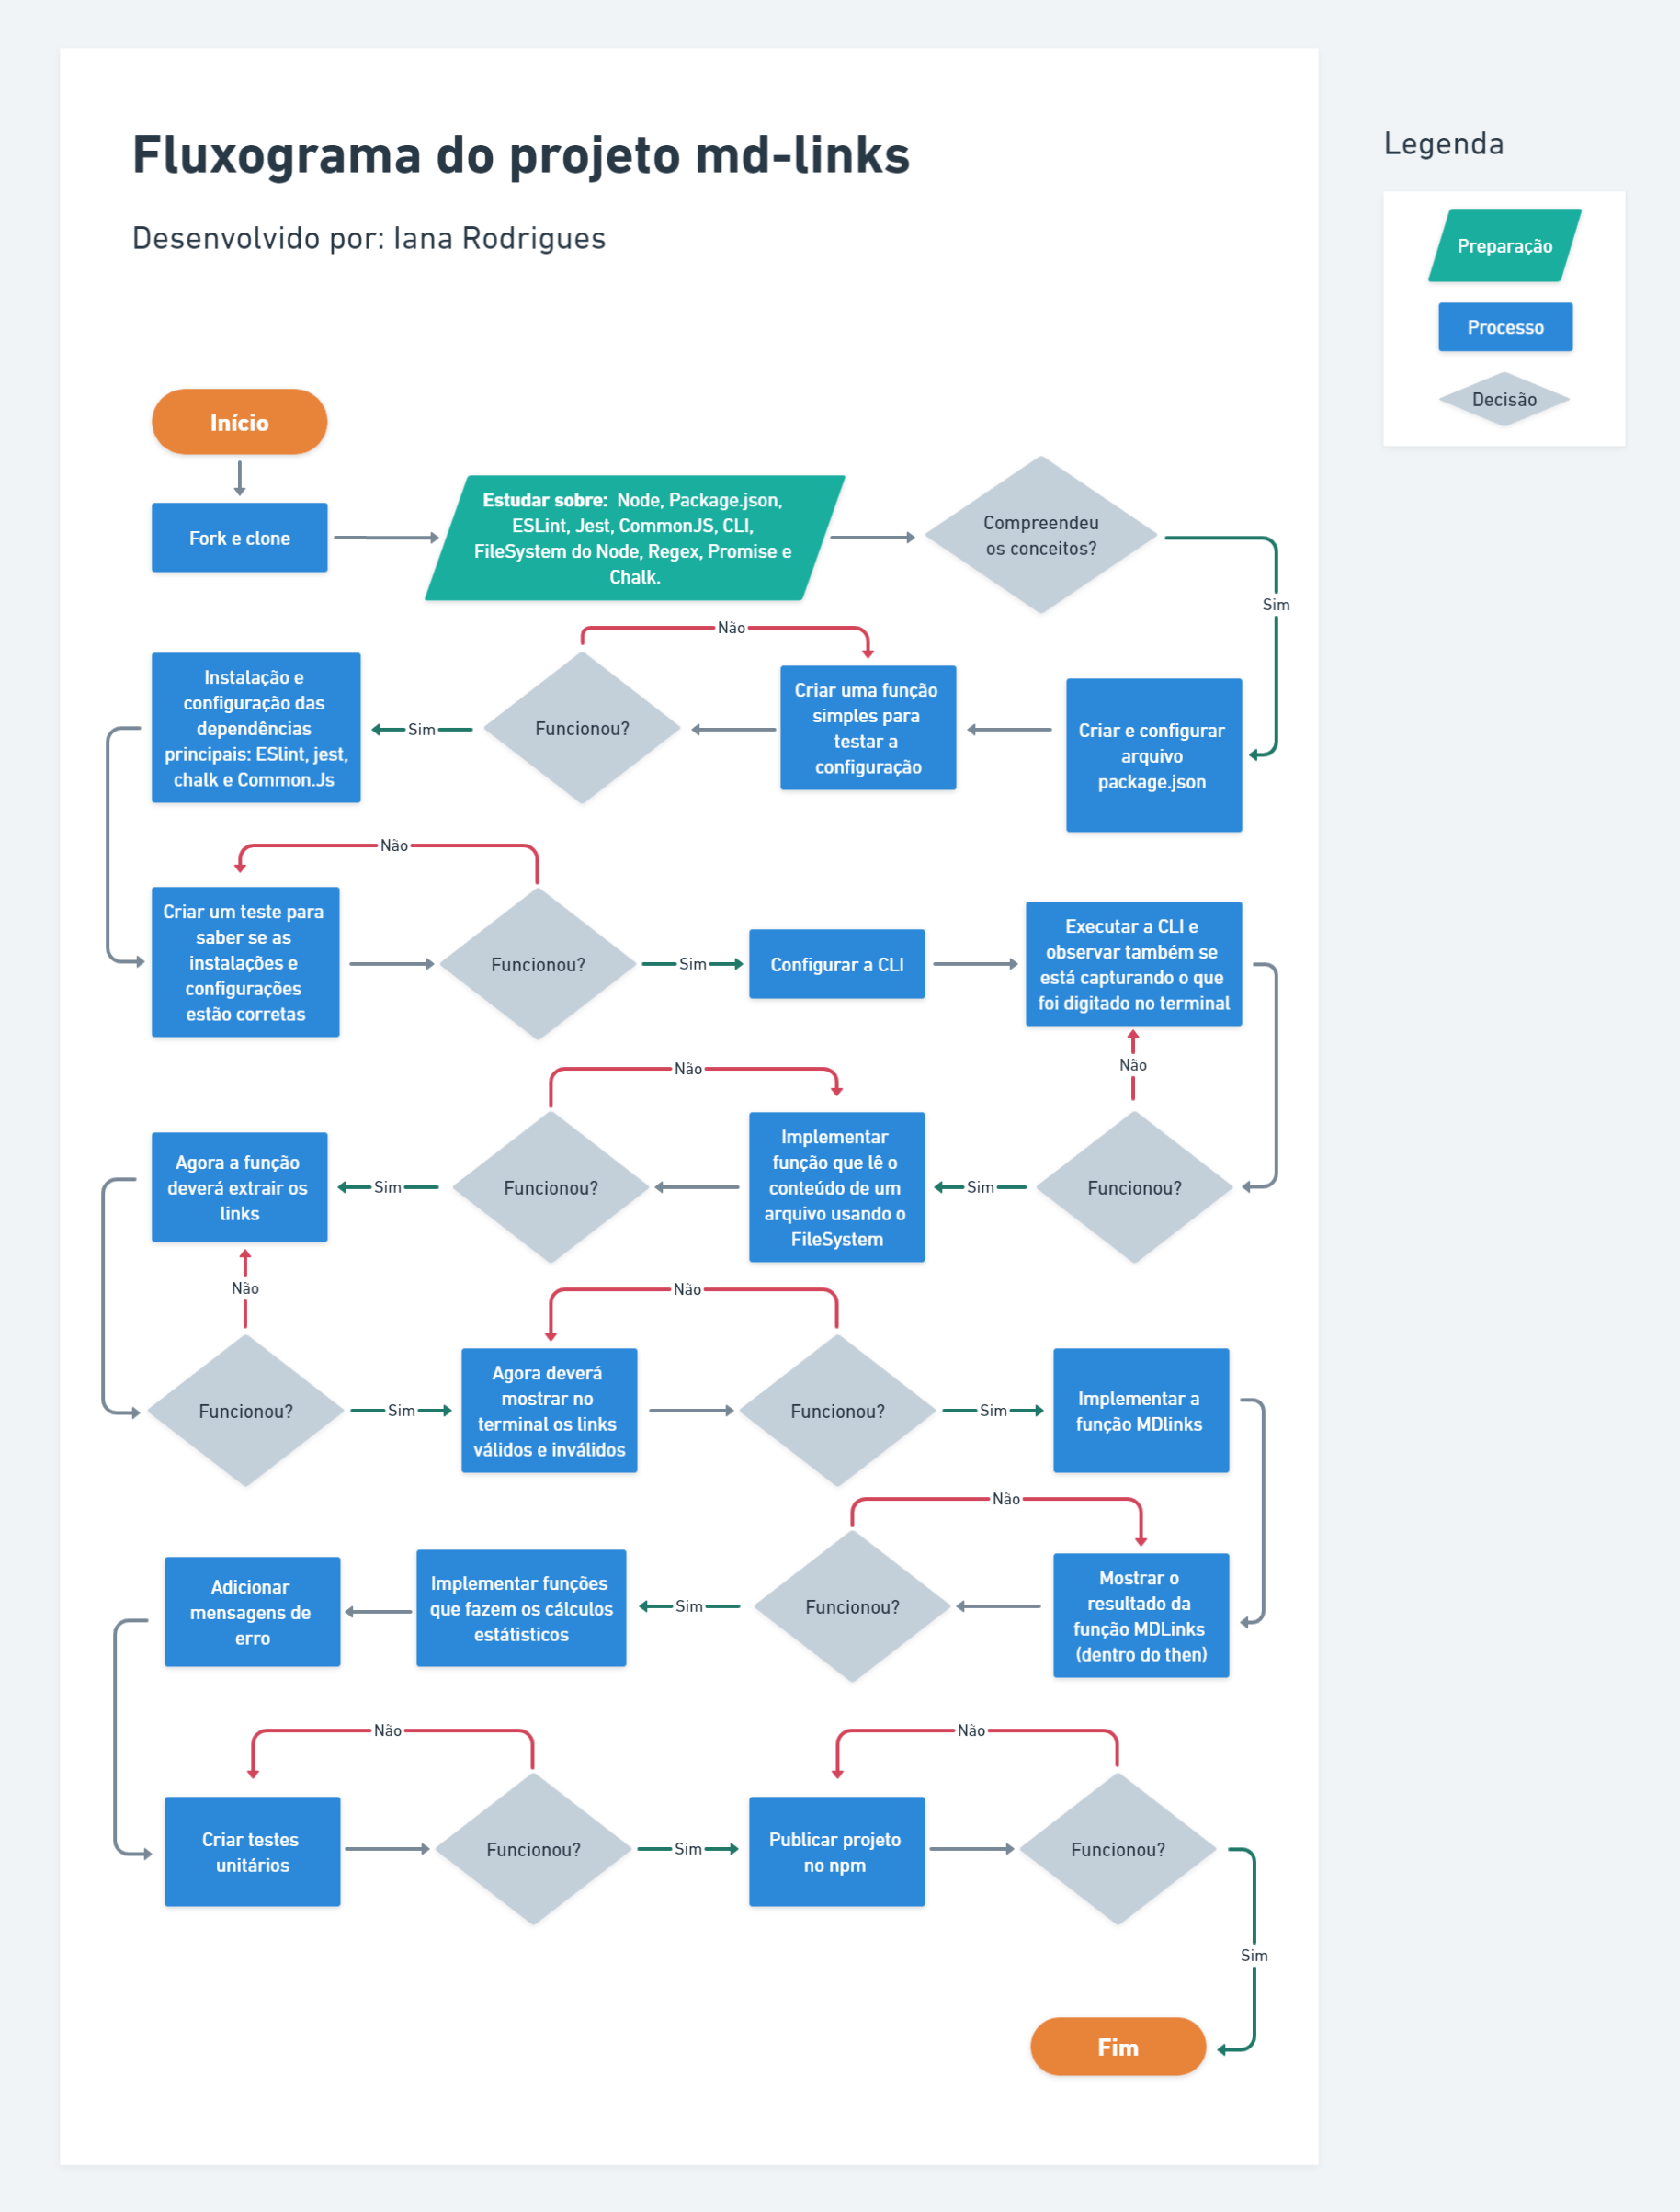 Fluxograma do projeto md-links
Desenvolvido por: Iana Rodrigues
Legenda
Preparação
Processo
Decisão
Início
Fork e clone
Estudar sobre: Node, Package.json,
ESLint, Jest, CommonJS, CLI,
FileSystem do Node, Regex, Promise e
Chalk.
Compreendeu
os conceitos?
Sim
Criar e configurar
arquivo
package.json
Criar uma função
simples para
testar a
configuração
Não
Funcionou?
Sim
Instalação e
configuração das
dependências
principais: ESlint, jest,
chalk e Common.Js
Não
Criar um teste para
saber se as
instalações e
configurações
estão corretas
Funcionou?
Sim
Configurar a CLI
Executar a CLI e
observar também se
está capturando o que
foi digitado no terminal
Não
Funcionou?
Sim
Implementar
função que lê o
conteúdo de um
arquivo usando o
FileSystem
Não
Funcionou?
Sim
Agora a função
deverá extrair os
links
Não
Funcionou?
Sim
Agora deverá
mostrar no
terminal os links
válidos e inválidos
Não
Funcionou?
Sim
Implementar a
função MDlinks
Mostrar o
resultado da
função MDLinks
(dentro do then)
Não
Funcionou?
Sim
Implementar funções
que fazem os cálculos
estátisticos
Adicionar
mensagens de
erro
Criar testes
unitários
Não
Funcionou?
Sim
Publicar projeto
no npm
Não
Funcionou?
Sim
Fim